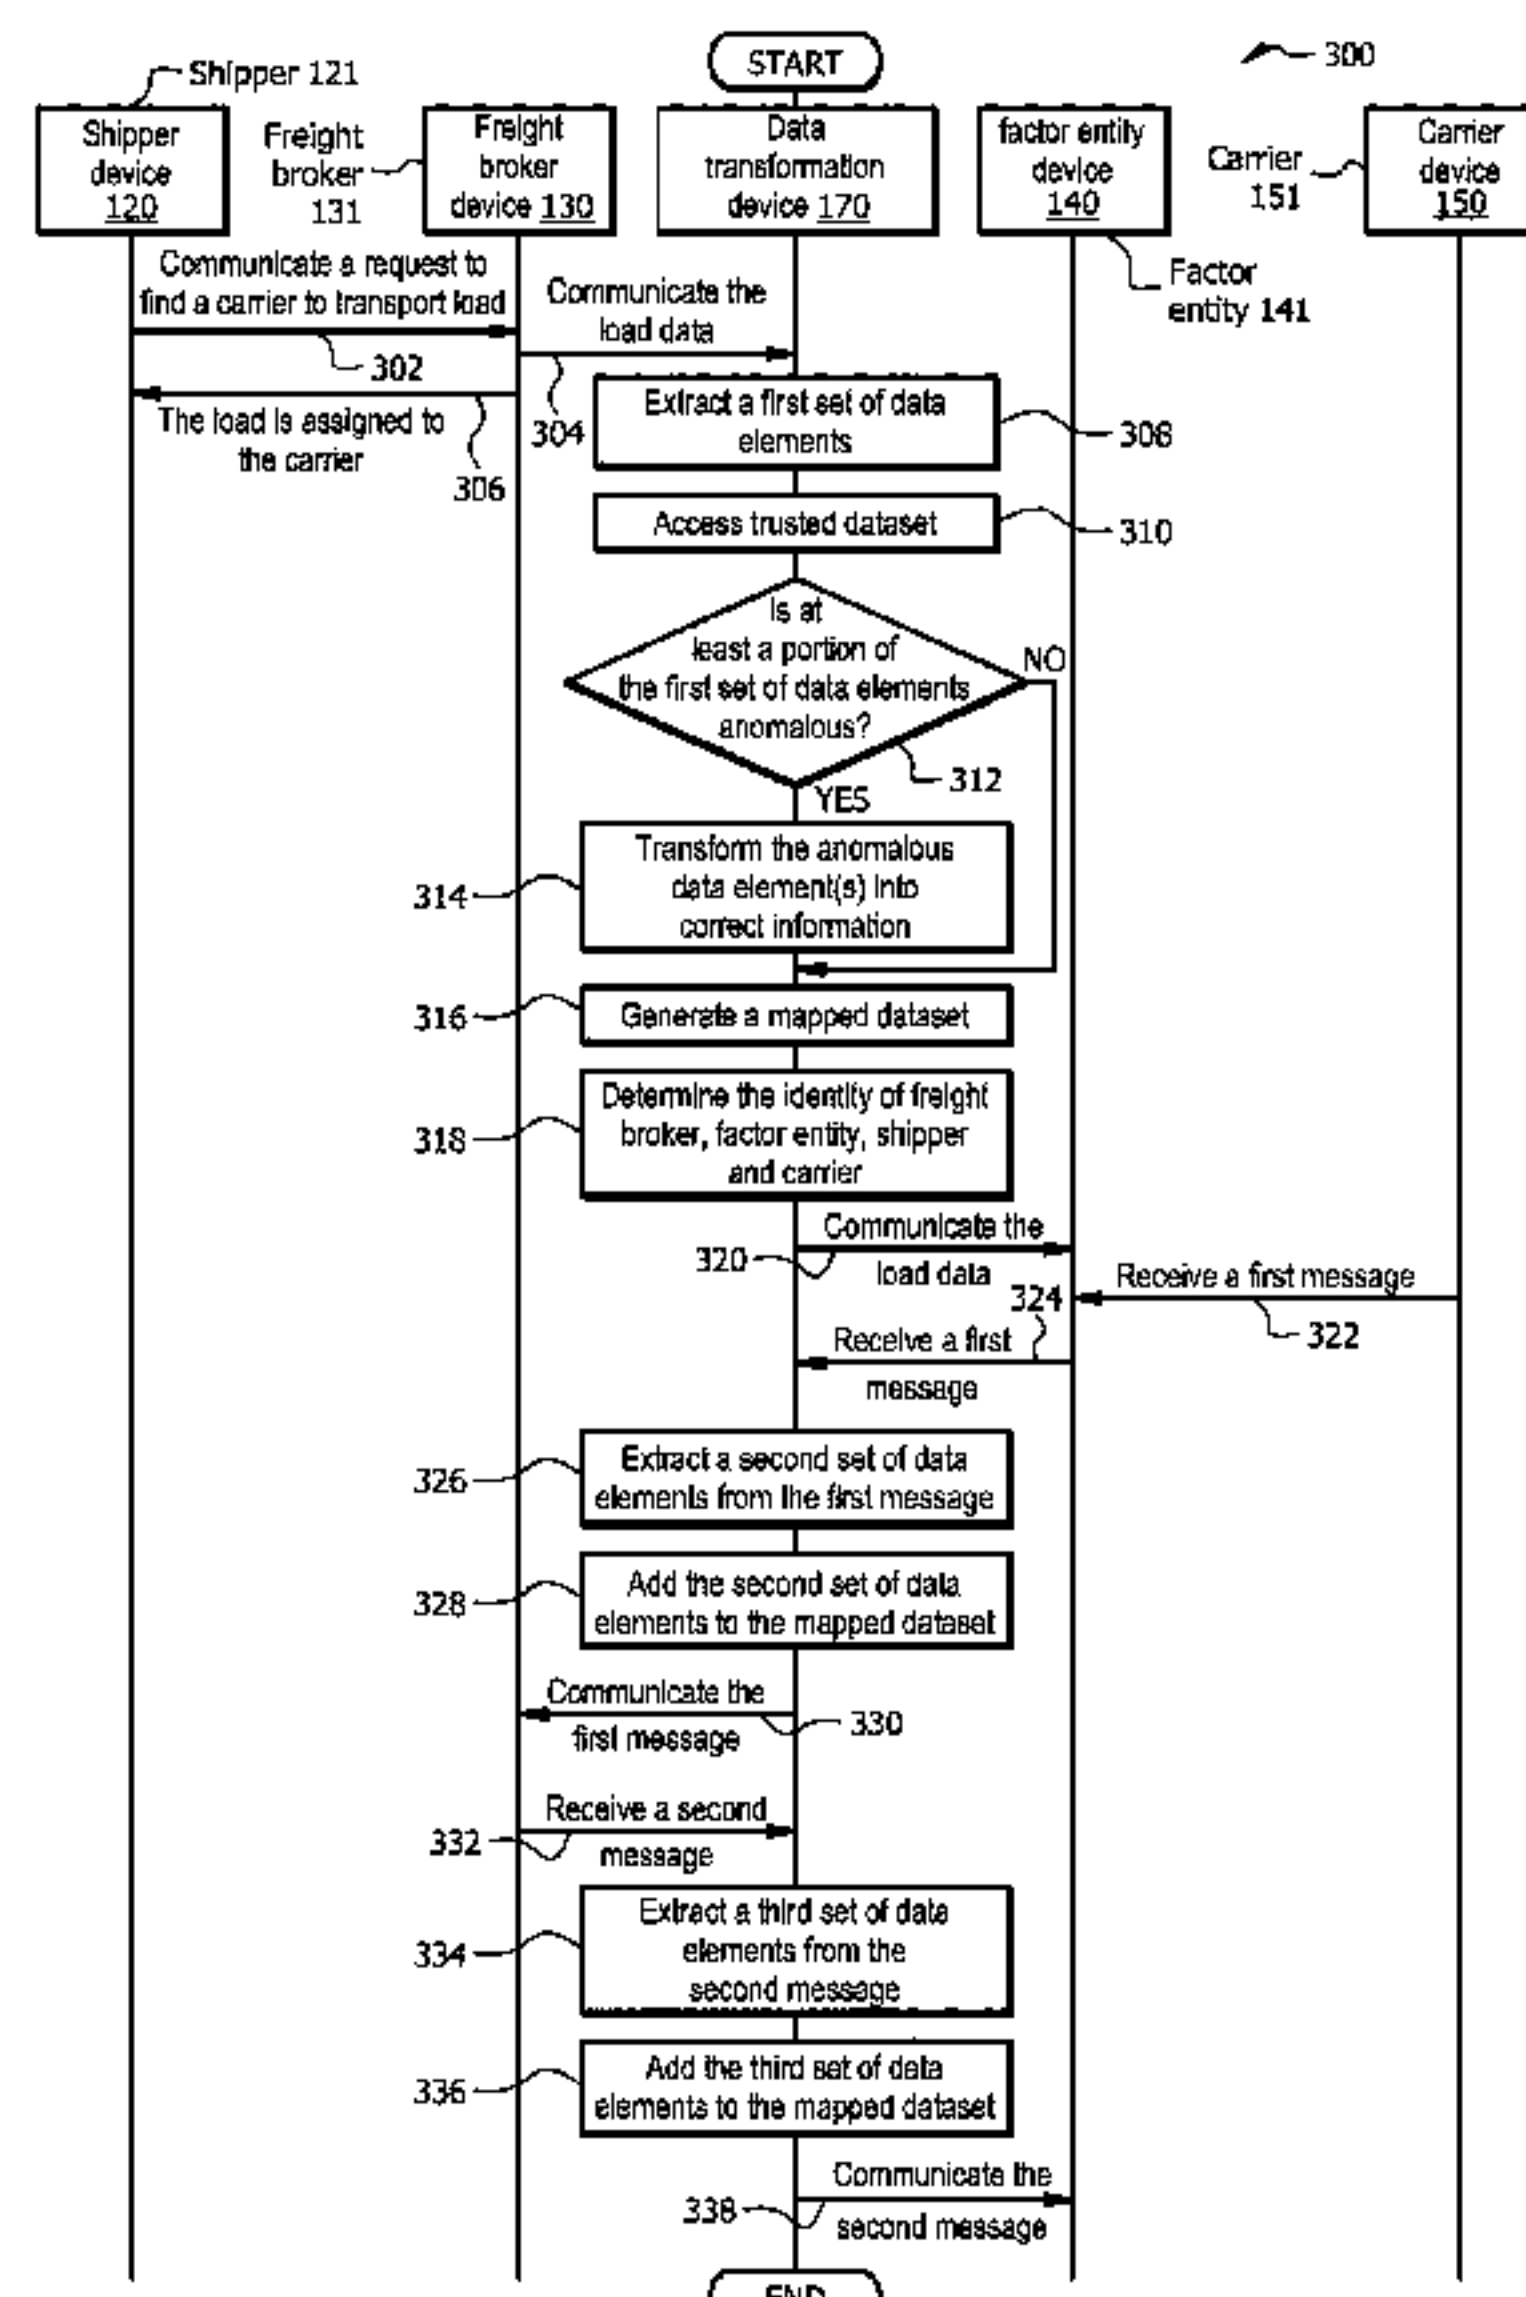 START
300
Shipper 121
Shipper
device
120
Freight
broker
131
Freight
broker
device 130
Data
transformation
device 170
factor entity
device
140
Carrier
151
Carrier
device
150
Factor
entity 141
Communicate a request to
find a carrier to transport load
302
Communicate the
load data
304
The load is assigned to
the carrier
306
Extract a first set of data
elements
308
Access trusted dataset
310
Is at
least a portion of
the first set of data elements
anomalous?
NO
312
YES
Transform the anomalous
data element(s) into
correct information
314
Generate a mapped dataset
316
Determine the identity of freight
broker, factor entity, shipper
and carrier
318
Communicate the
load data
320
Receive a first message
322
324
Receive a first
message
Extract a second set of data
elements from the first message
326
Add the second set of data
elements to the mapped dataset
328
Communicate the
first message
330
Receive a second
message
332
Extract a third set of data
elements from the
second message
334
Add the third set of data
elements to the mapped dataset
336
Communicate the
second message
338
END